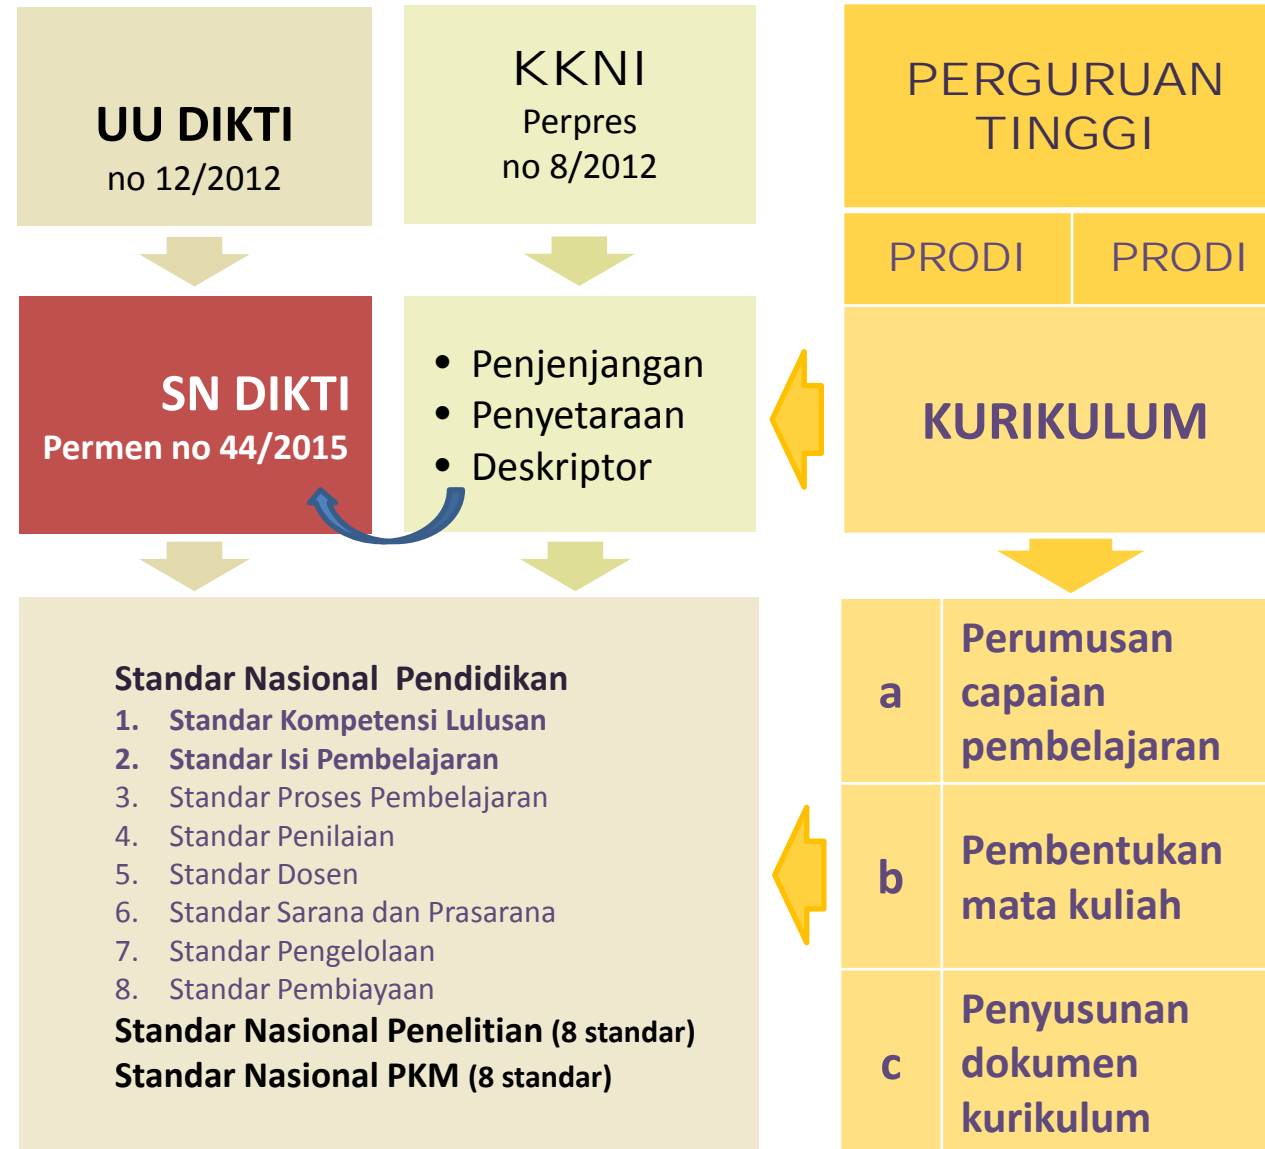 UU DIKTI
no 12/2012
KKNI
Perpres
no 8/2012
PERGURUAN
TINGGI
PRODI
PRODI
SN DIKTI
Permen no 44/2015
• Penjenjangan
• Penyetaraan
• Deskriptor
KURIKULUM
Standar Nasional Pendidikan
1. Standar Kompetensi Lulusan
2. Standar Isi Pembelajaran
3. Standar Proses Pembelajaran
4. Standar Penilaian
5. Standar Dosen
6. Standar Sarana dan Prasarana
7. Standar Pengelolaan
8. Standar Pembiayaan
Standar Nasional Penelitian (8 standar)
Standar Nasional PKM (8 standar)
a
Perumusan
capaian
pembelajaran
b
Pembentukan
mata kuliah
c
Penyusunan
dokumen
kurikulum